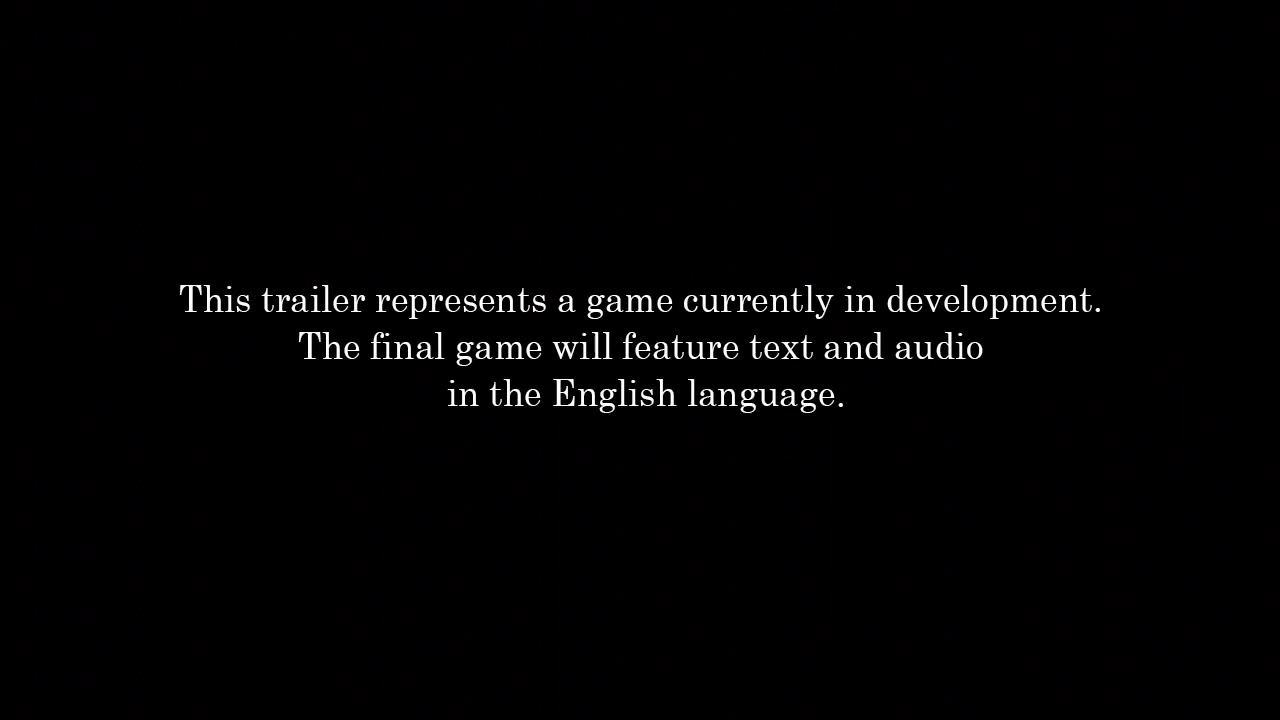 This trailer represents a game currently in development.
The final game will feature text and audio
in the English language.